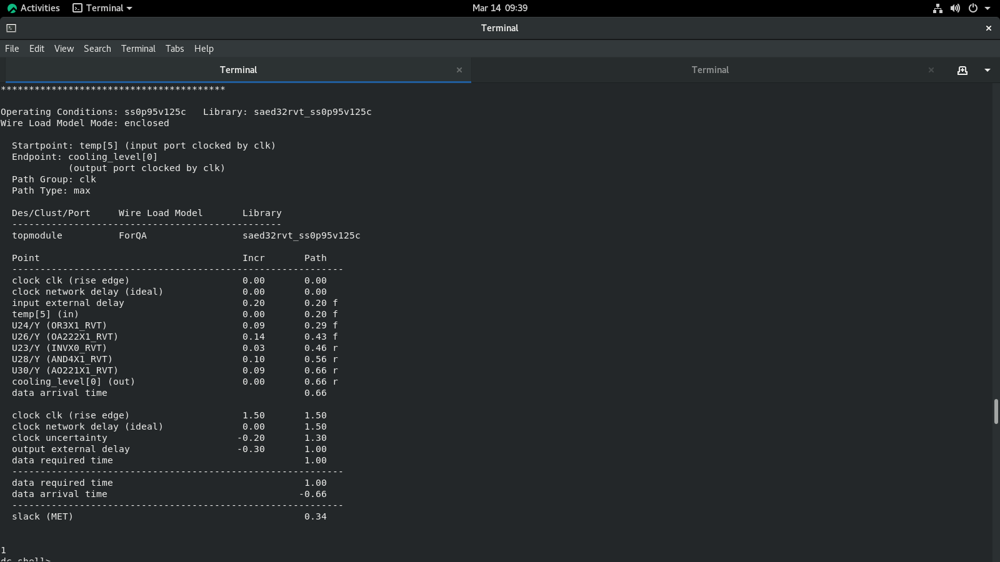 Activities Terminal Mar 14 09:39
Terminal
File Edit View Search Terminal Tabs Help
Terminal Terminal
****************************************
Operating Conditions: ss0p95v125c   Library: saed32rvt_ss0p95v125c
Wire Load Model Mode: enclosed
  Startpoint: temp[5] (input port clocked by clk)
  Endpoint: cooling_level[0]
            (output port clocked by clk)
  Path Group: clk
  Path Type: max
  Des/Clust/Port     Wire Load Model       Library
  ------------------------------------------------
  topmodule          ForQA                 saed32rvt_ss0p95v125c
  Point                                    Incr       Path
  -----------------------------------------------------------
  clock clk (rise edge)                    0.00       0.00
  clock network delay (ideal)              0.00       0.00
  input external delay                     0.20       0.20 f
  temp[5] (in)                             0.00       0.20 f
  U24/Y (OR3X1_RVT)                        0.09       0.29 f
  U26/Y (OA222X1_RVT)                      0.14       0.43 f
  U23/Y (INVX0_RVT)                        0.03       0.46 r
  U28/Y (AND4X1_RVT)                       0.10       0.56 r
  U30/Y (AO221X1_RVT)                      0.09       0.66 r
  cooling_level[0] (out)                   0.00       0.66 r
  data arrival time                                   0.66
  clock clk (rise edge)                    1.50       1.50
  clock network delay (ideal)              0.00       1.50
  clock uncertainty                       -0.20       1.30
  output external delay                   -0.30       1.00
  data required time                                  1.00
  -----------------------------------------------------------
  data required time                                  1.00
  data arrival time                                  -0.66
  -----------------------------------------------------------
  slack (MET)                                         0.34
1
dc_shell>